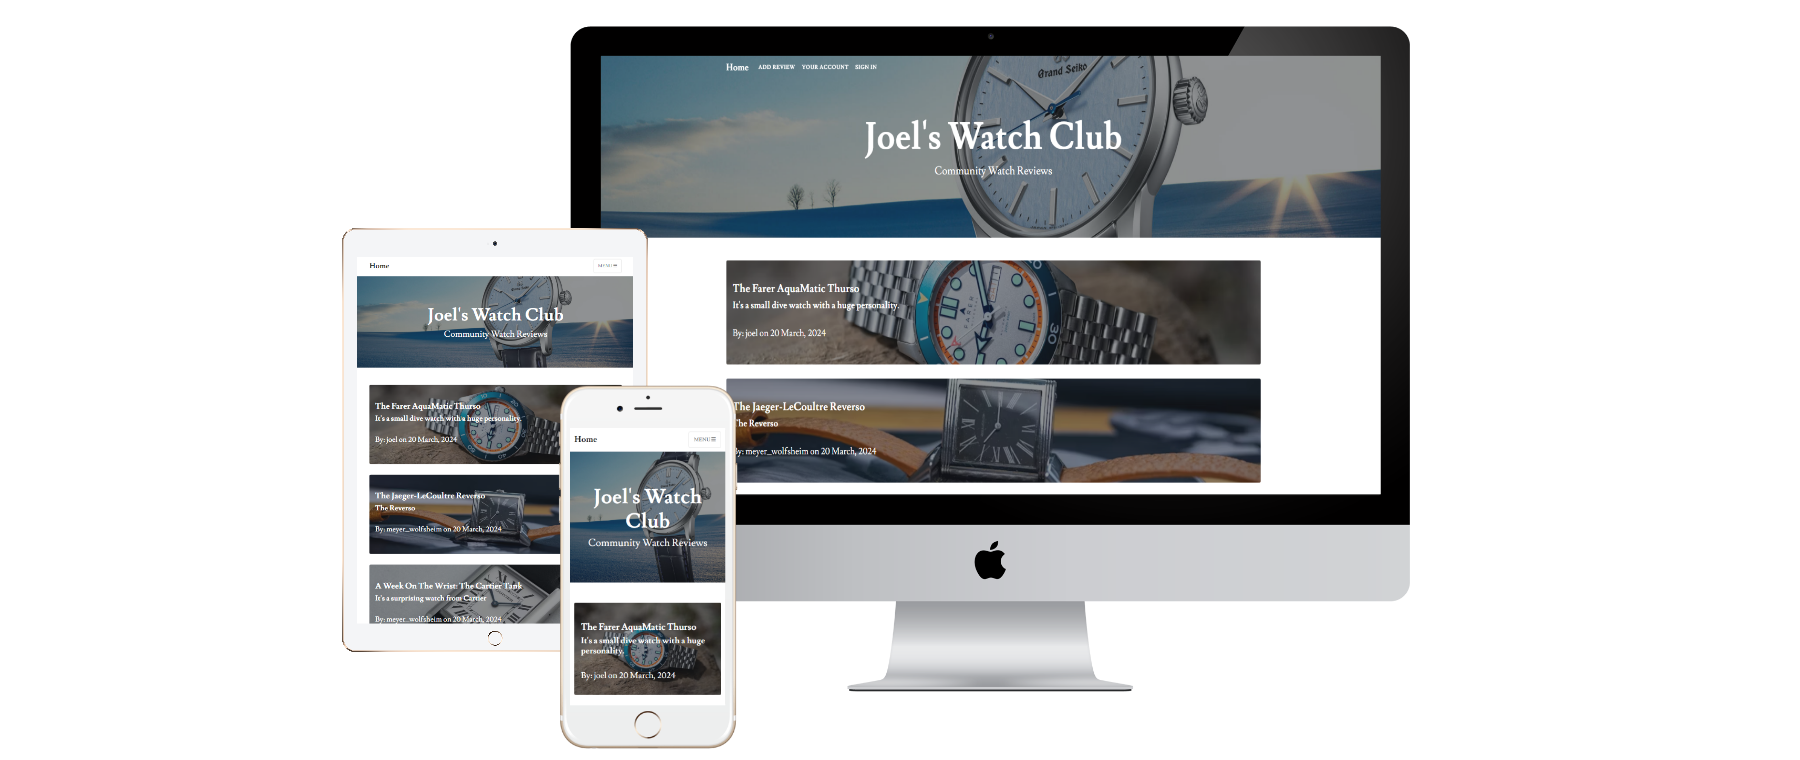 Home ADD REVIEW YOUR ACCOUNT SIGN IN
Grand Seiko
Joel's Watch Club
Community Watch Reviews
The Farer AquaMatic Thurso
It's a small dive watch with a huge personality.
By: joel on 20 March, 2024
FARER
The Jaeger-LeCoultre Reverso
The Reverso
By: meyer_wolfsheim on 20 March, 2024
Home MENU
Joel's Watch Club
Community Watch Reviews
The Farer AquaMatic Thurso
It's a small dive watch with a huge personality.
By: joel on 20 March, 2024
The Jaeger-LeCoultre Reverso
The Reverso
By: meyer_wolfsheim on 20 March, 2024
A Week On The Wrist: The Cartier Tank
It's a surprising watch from Cartier
By: meyer_wolfsheim on 20 March, 2024
Home MENU
Joel's Watch
Club
Community Watch Reviews
The Farer AquaMatic Thurso
It's a small dive watch with a huge
personality.
By: joel on 20 March, 2024